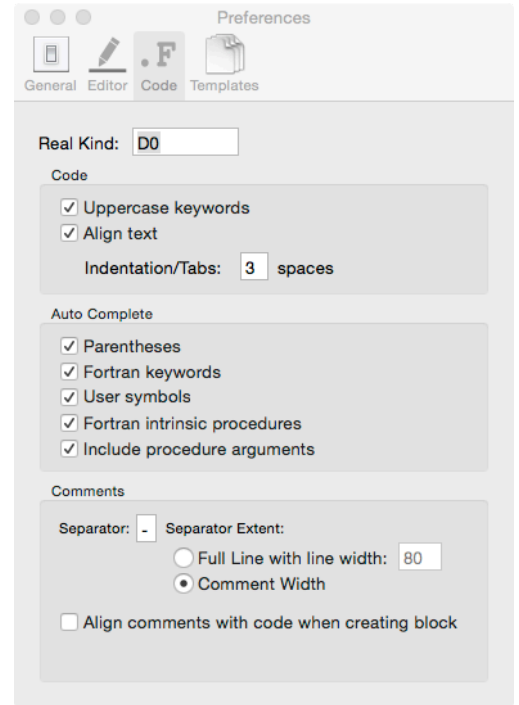 Preferences
.F
General Editor Code Templates
Real Kind: D0
Code
Uppercase keywords
Align text
Indentation/Tabs: 3 spaces
Auto Complete
Parentheses
Fortran keywords
User symbols
Fortran intrinsic procedures
Include procedure arguments
Comments
Separator: - Separator Extent:
Full Line with line width: 80
Comment Width
Align comments with code when creating block